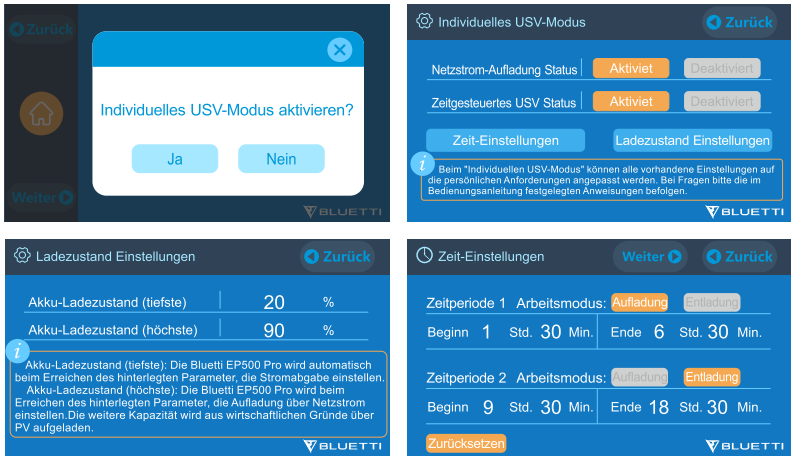 Zurück
Individuelles USV-Modus aktivieren?
Ja Nein
Weiter
BLUETTI
Individuelles USV-Modus Zurück
Netzstrom-Aufladung Status Aktiviet Deaktiviert
Zeitgesteuertes USV Status Aktiviet Deaktiviert
Zeit-Einstellungen Ladezustand Einstellungen
i Beim "Individuellen USV-Modus" können alle vorhandene Einstellungen auf
die persönlichen Anforderungen angepasst werden. Bei Fragen bitte die im
Bedienungsanleitung festgelegten Anweisungen befolgen.
BLUETTI
Ladezustand Einstellungen Zurück
Akku-Ladezustand (tiefste) 20 %
Akku-Ladezustand (höchste) 90 %
i
Akku-Ladezustand (tiefste): Die Bluetti EP500 Pro wird automatisch
beim Erreichen des hinterlegten Parameter, die Stromabgabe einstellen.
Akku-Ladezustand (höchste): Die Bluetti EP500 Pro wird beim
Erreichen des hinterlegten Parameter, die Aufladung über Netzstrom
einstellen.Die weitere Kapazität wird aus wirtschaftlichen Gründe über
PV aufgeladen.
BLUETTI
Zeit-Einstellungen Weiter Zurück
Zeitperiode 1 Arbeitsmodus: Aufladung Entladung
Beginn 1 Std. 30 Min. Ende 6 Std. 30 Min.
Zeitperiode 2 Arbeitsmodus: Aufladung Entladung
Beginn 9 Std. 30 Min. Ende 18 Std. 30 Min.
Zurücksetzen
BLUETTI